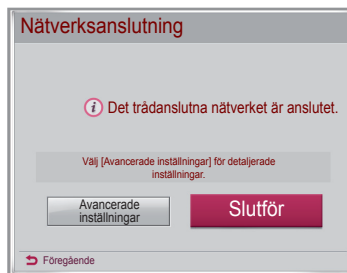 Nätverksanslutning
Det trådanslutna nätverket är anslutet.
Välj [Avancerade inställningar] för detaljerade
inställningar.
Avancerade
inställningar
Slutför
Föregående